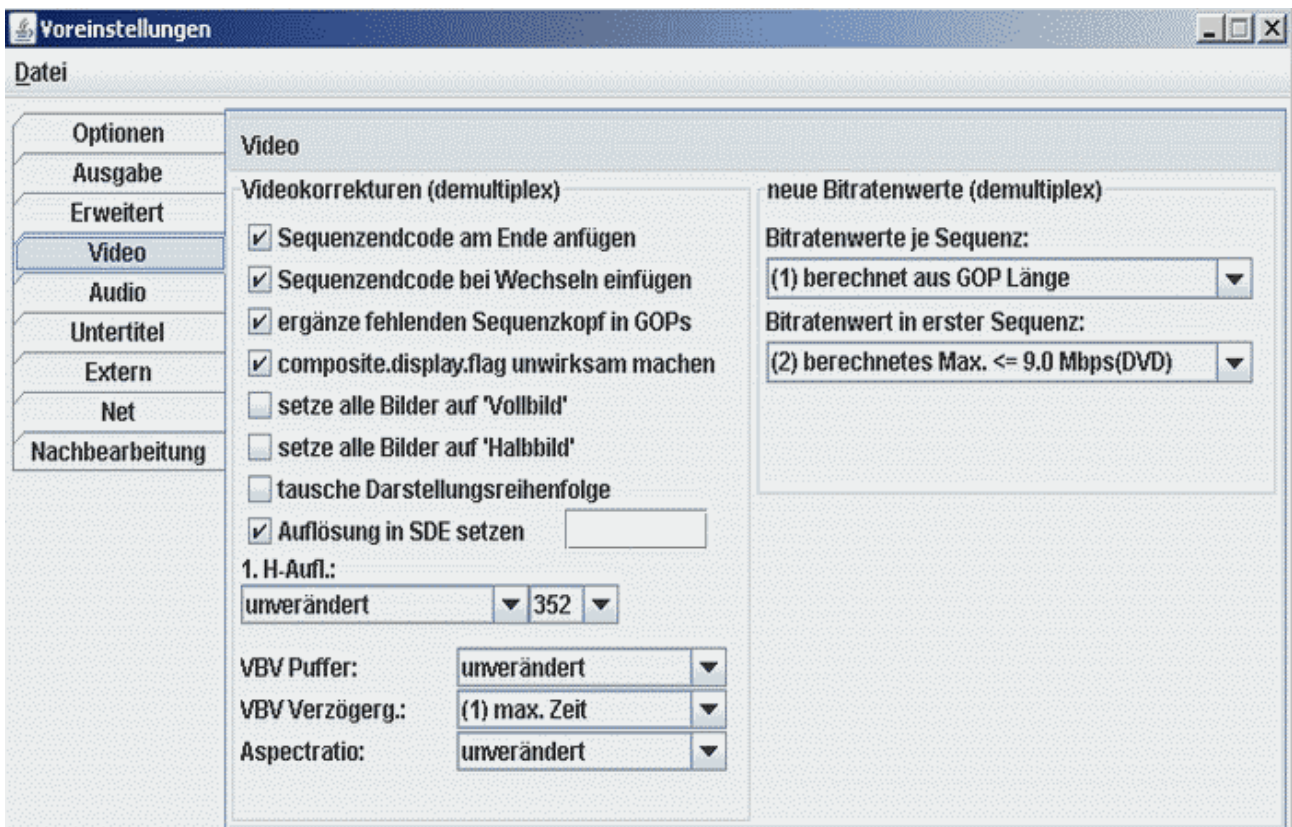 Voreinstellungen
Datei
Optionen
Ausgabe
Erweitert
Video
Audio
Untertitel
Extern
Net
Nachbearbeitung
Video
Videokorrekturen (demultiplex)
Sequenzendcode am Ende anfügen
Sequenzendcode bei Wechseln einfügen
ergänze fehlenden Sequenzkopf in GOPs
composite.display.flag unwirksam machen
setze alle Bilder auf 'Vollbild'
setze alle Bilder auf 'Halbbild'
tausche Darstellungsreihenfolge
Auflösung in SDE setzen
1. H-Aufl.:
unverändert 352
VBV Puffer: unverändert
VBV Verzögerg.: (1) max. Zeit
Aspectratio: unverändert
neue Bitratenwerte (demultiplex)
Bitratenwerte je Sequenz:
(1) berechnet aus GOP Länge
Bitratenwert in erster Sequenz:
(2) berechnetes Max. <= 9.0 Mbps(DVD)